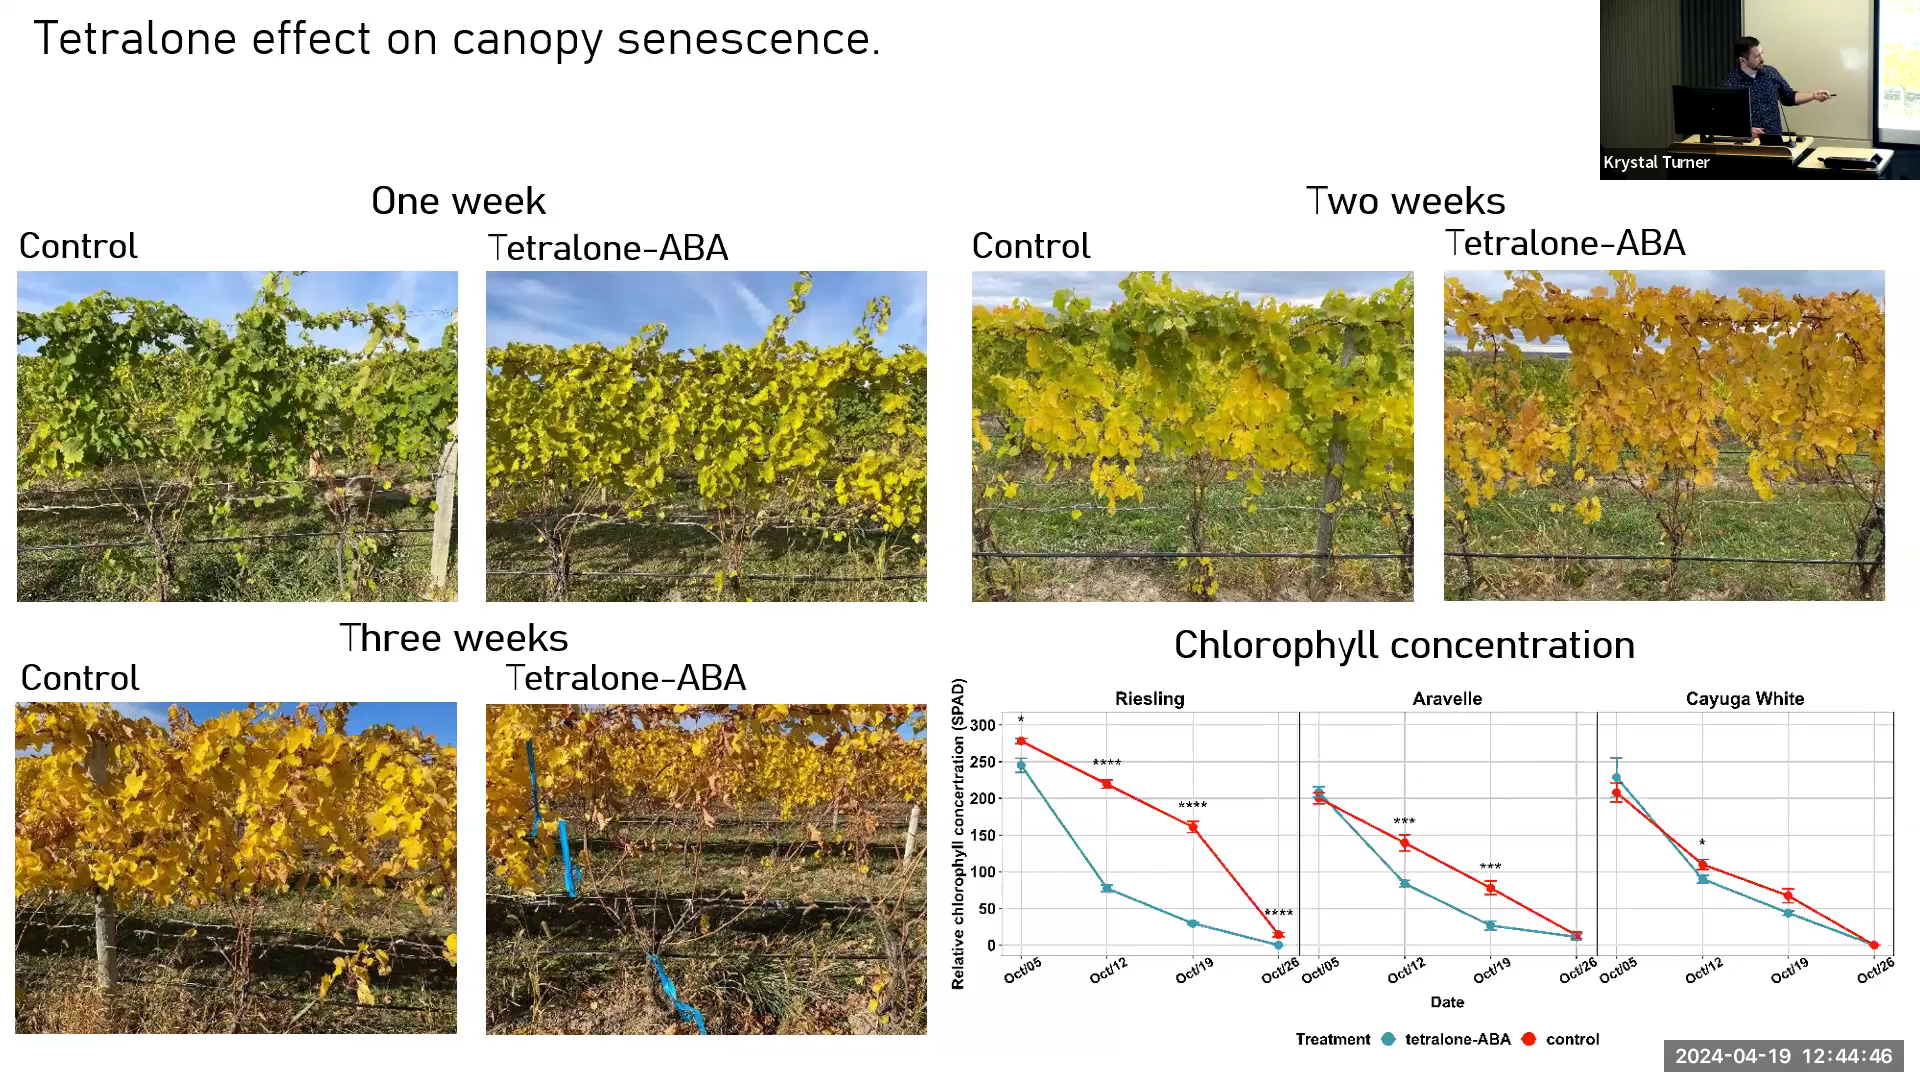 Tetralone effect on canopy senescence.
Krystal Turner
One week
Control
Tetralone-ABA
Two weeks
Control
Tetralone-ABA
Three weeks
Control
Tetralone-ABA
Chlorophyll concentration
Relative chlorophyll concentration (SPAD)
Riesling
Aravelle
Cayuga White
300
250
200
150
100
50
0
*
****
****
****
***
***
*
Oct/05
Oct/12
Oct/19
Oct/26
Oct/05
Oct/12
Oct/19
Oct/26
Oct/05
Oct/12
Oct/19
Oct/26
Date
Treatment tetralone-ABA control
2024-04-19 12:44:46